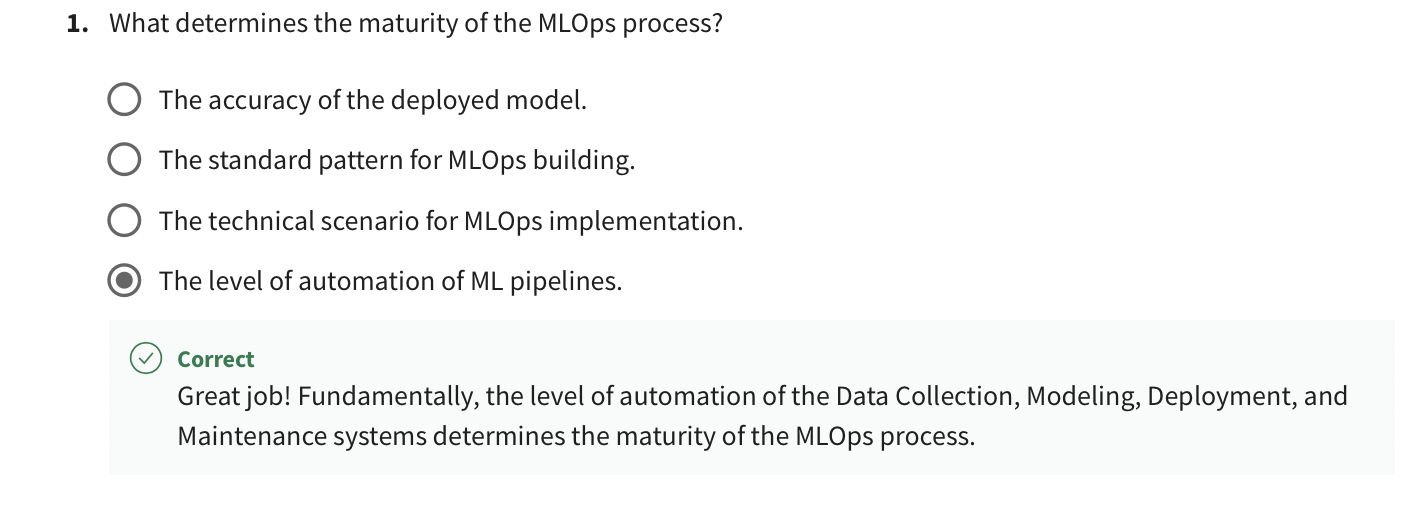 1. What determines the maturity of the MLOps process?
The accuracy of the deployed model.
The standard pattern for MLOps building.
The technical scenario for MLOps implementation.
The level of automation of ML pipelines.
Correct
Great job! Fundamentally, the level of automation of the Data Collection, Modeling, Deployment, and
Maintenance systems determines the maturity of the MLOps process.